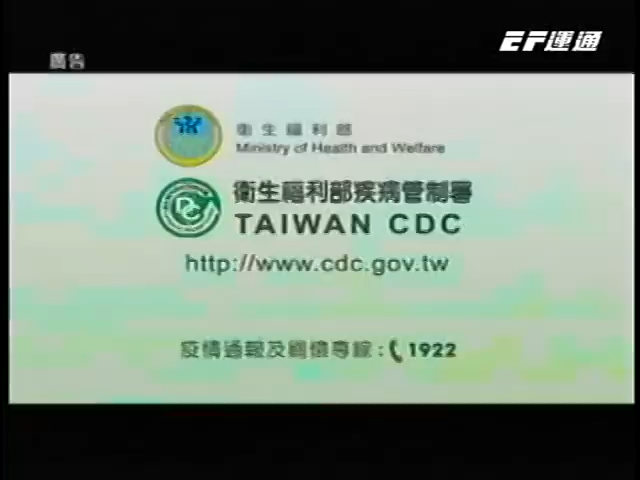 EF運通
廣告
衛生福利部
Ministry of Health and Welfare
衛生福利部疾病管制署
TAIWAN CDC
http://www.cdc.gov.tw
疫情通報及關懷專線：1922